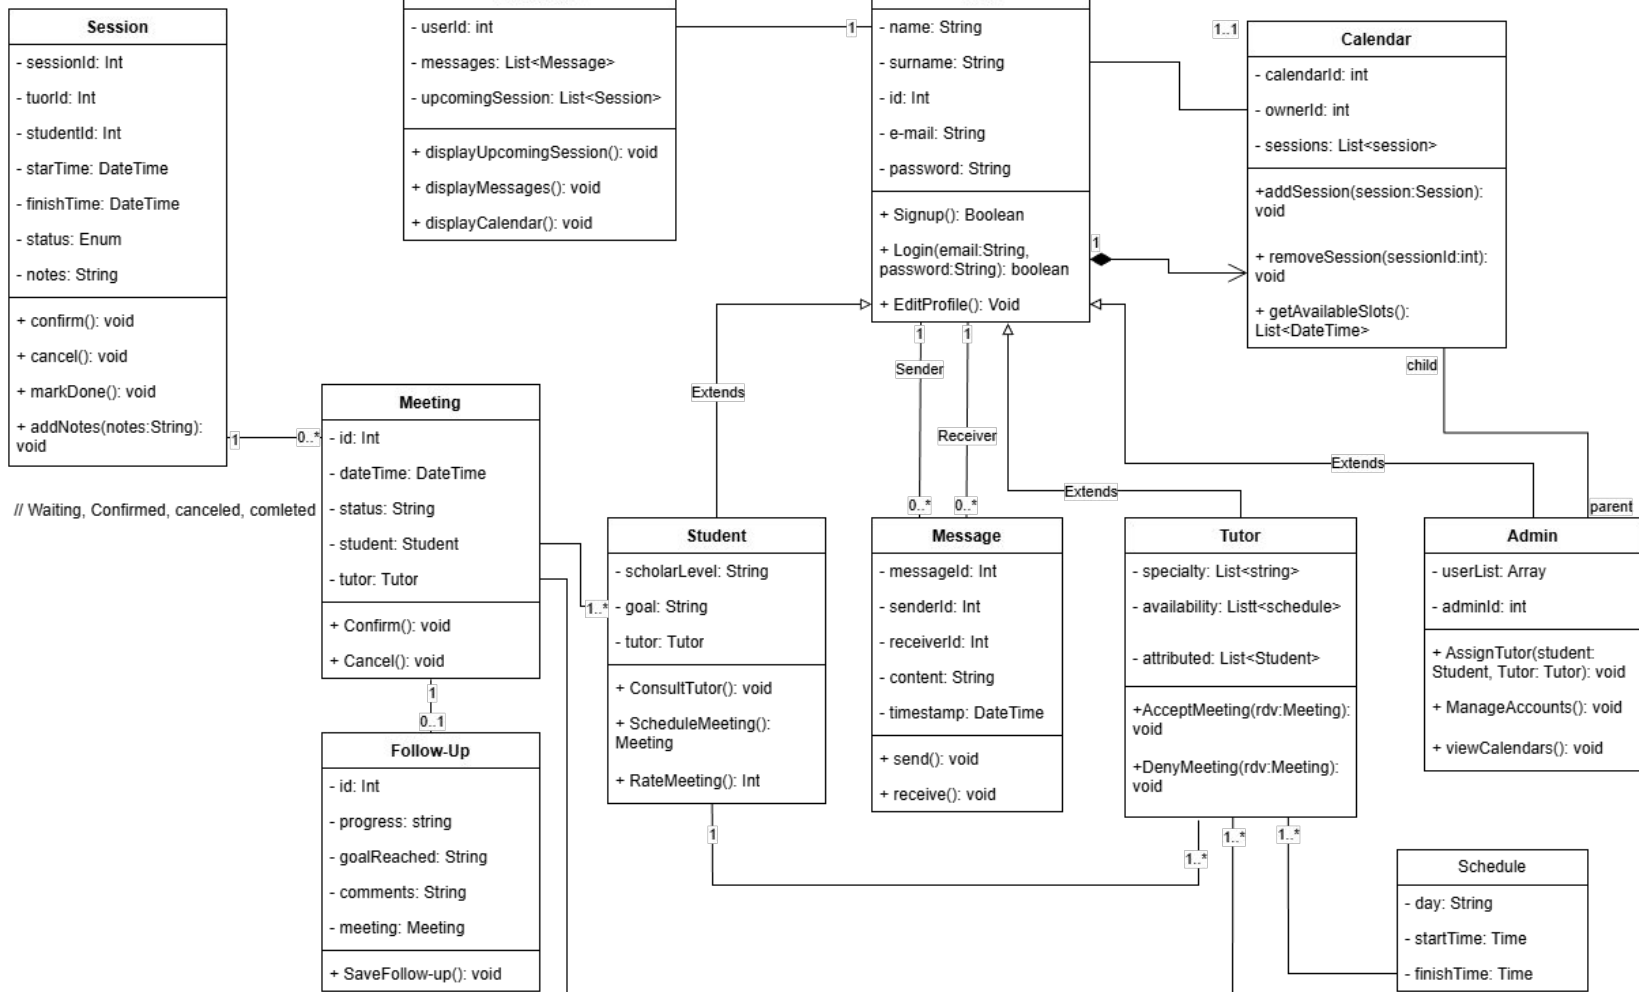 Session
- sessionId: Int
- tuorId: Int
- studentId: Int
- starTime: DateTime
- finishTime: DateTime
- status: Enum
- notes: String
+ confirm(): void
+ cancel(): void
+ markDone(): void
+ addNotes(notes:String):
void
// Waiting, Confirmed, canceled, comleted
1
0..*
- userId: int
- messages: List<Message>
- upcomingSession: List<Session>
+ displayUpcomingSession(): void
+ displayMessages(): void
+ displayCalendar(): void
1
- name: String
- surname: String
- id: Int
- e-mail: String
- password: String
+ Signup(): Boolean
+ Login(email:String,
password:String): boolean
+ EditProfile(): Void
1..1
1
Calendar
- calendarId: int
- ownerId: int
- sessions: List<session>
+addSession(session:Session):
void
+ removeSession(sessionId:int):
void
+ getAvailableSlots():
List<DateTime>
child
parent
Extends
1
Sender
0..*
1
Receiver
0..*
Extends
Extends
Meeting
- id: Int
- dateTime: DateTime
- status: String
- student: Student
- tutor: Tutor
+ Confirm(): void
+ Cancel(): void
1..*
1
0..1
Follow-Up
- id: Int
- progress: string
- goalReached: String
- comments: String
- meeting: Meeting
+ SaveFollow-up(): void
Student
- scholarLevel: String
- goal: String
- tutor: Tutor
+ ConsultTutor(): void
+ ScheduleMeeting():
Meeting
+ RateMeeting(): Int
1
Message
- messageId: Int
- senderId: Int
- receiverId: Int
- content: String
- timestamp: DateTime
+ send(): void
+ receive(): void
Tutor
- specialty: List<string>
- availability: Listt<schedule>
- attributed: List<Student>
+AcceptMeeting(rdv:Meeting):
void
+DenyMeeting(rdv:Meeting):
void
1..*
1..*
1..*
Admin
- userList: Array
- adminId: int
+ AssignTutor(student:
Student, Tutor: Tutor): void
+ ManageAccounts(): void
+ viewCalendars(): void
Schedule
- day: String
- startTime: Time
- finishTime: Time